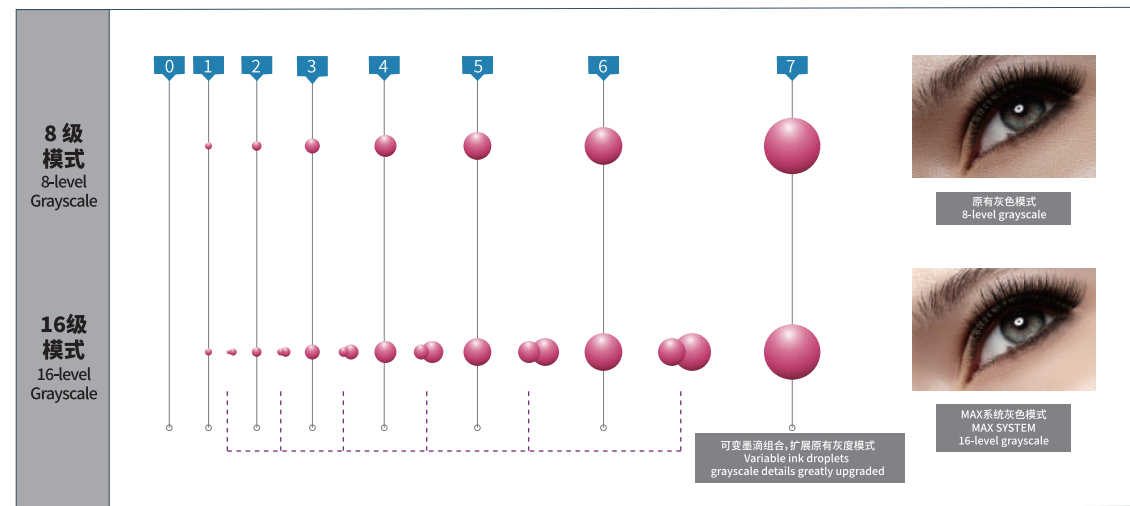 0 1 2 3 4 5 6 7
8 级
模式
8-level
Grayscale
原有灰色模式
8-level grayscale
16级
模式
16-level
Grayscale
可变墨滴组合,扩展原有灰度模式
Variable ink droplets
grayscale details greatly upgraded
MAX系统灰色模式
MAX SYSTEM
16-level grayscale